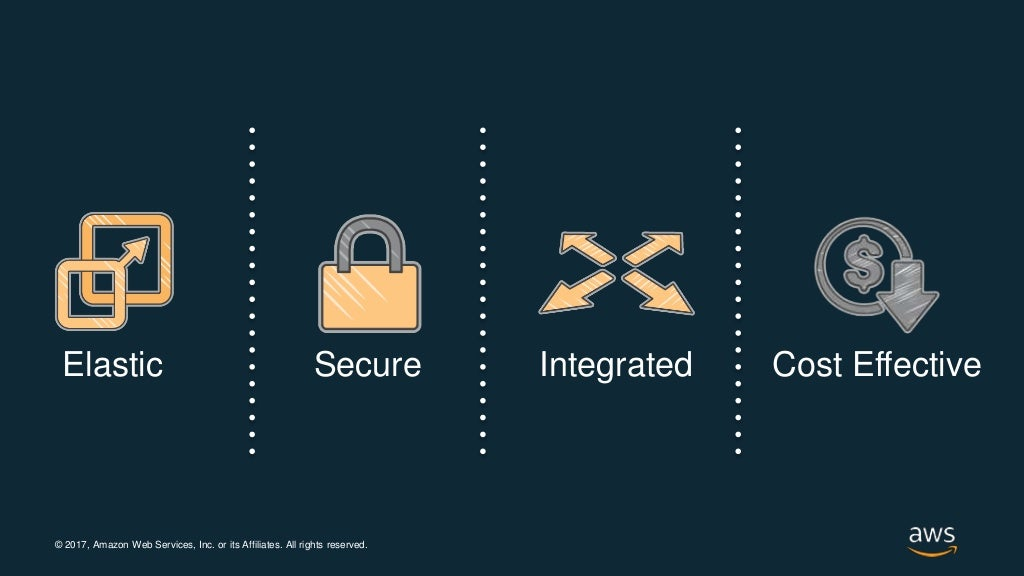 Elastic
Secure
Integrated
Cost Effective
© 2017, Amazon Web Services, Inc. or its Affiliates. All rights reserved.
aws